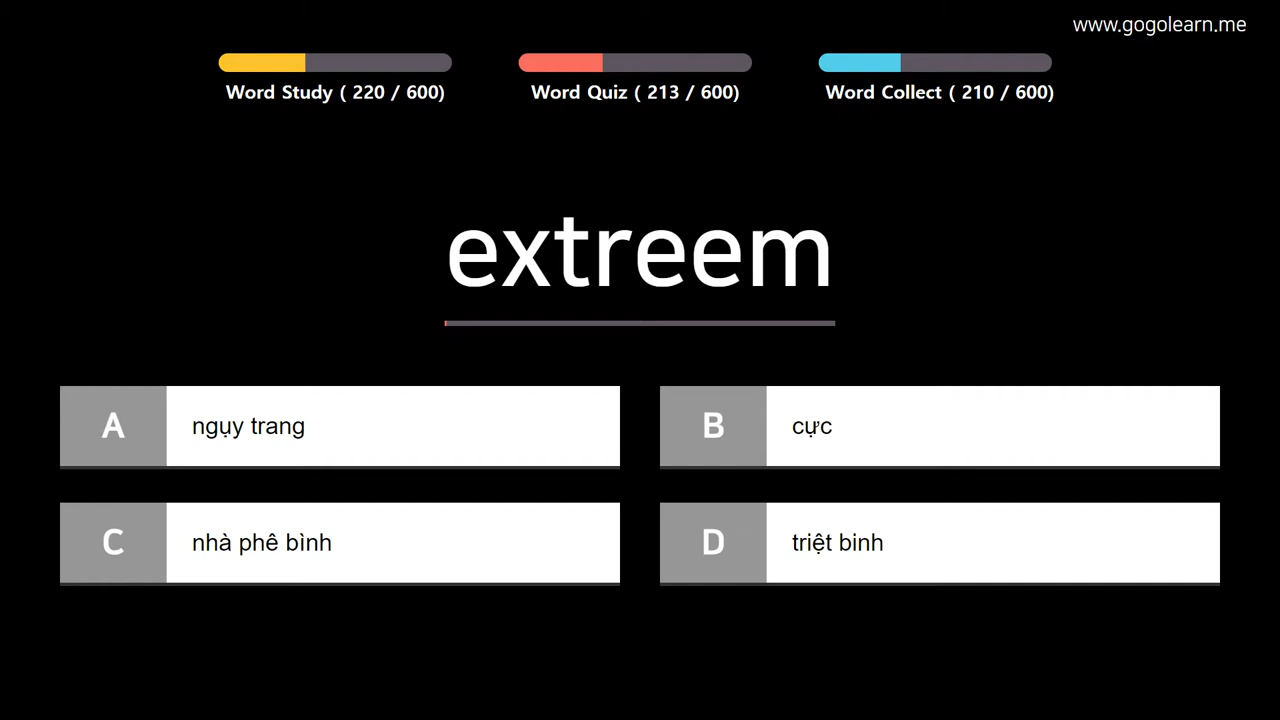 www.gogolearn.me
Word Study ( 220 / 600)
Word Quiz ( 213 / 600)
Word Collect ( 210 / 600)
extreem
A
ngụy trang
B
cực
C
nhà phê bình
D
triệt binh